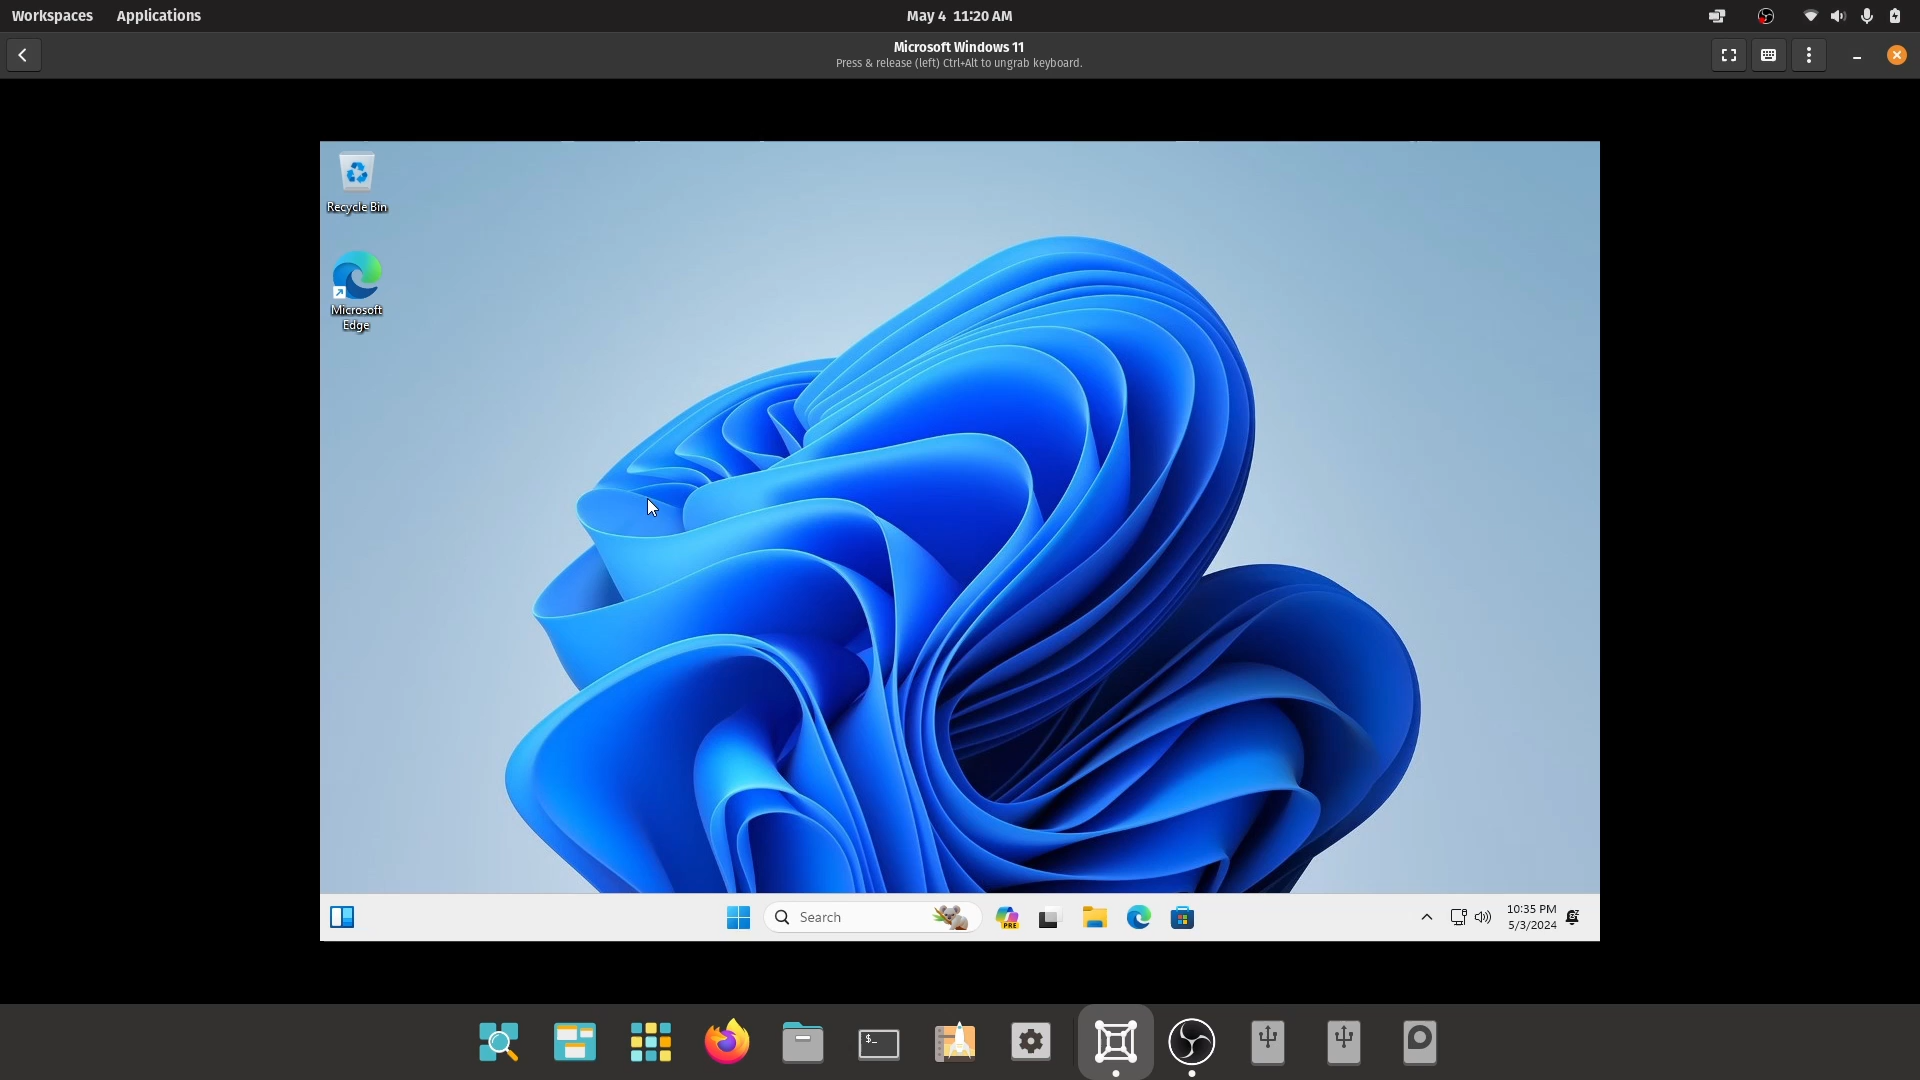 Workspaces Applications May 4 11:20 AM
Microsoft Windows 11
Press & release (left) Ctrl+Alt to ungrab keyboard.
Recycle Bin
Microsoft
Edge
Search
PRE
10:35 PM
5/3/2024
$_